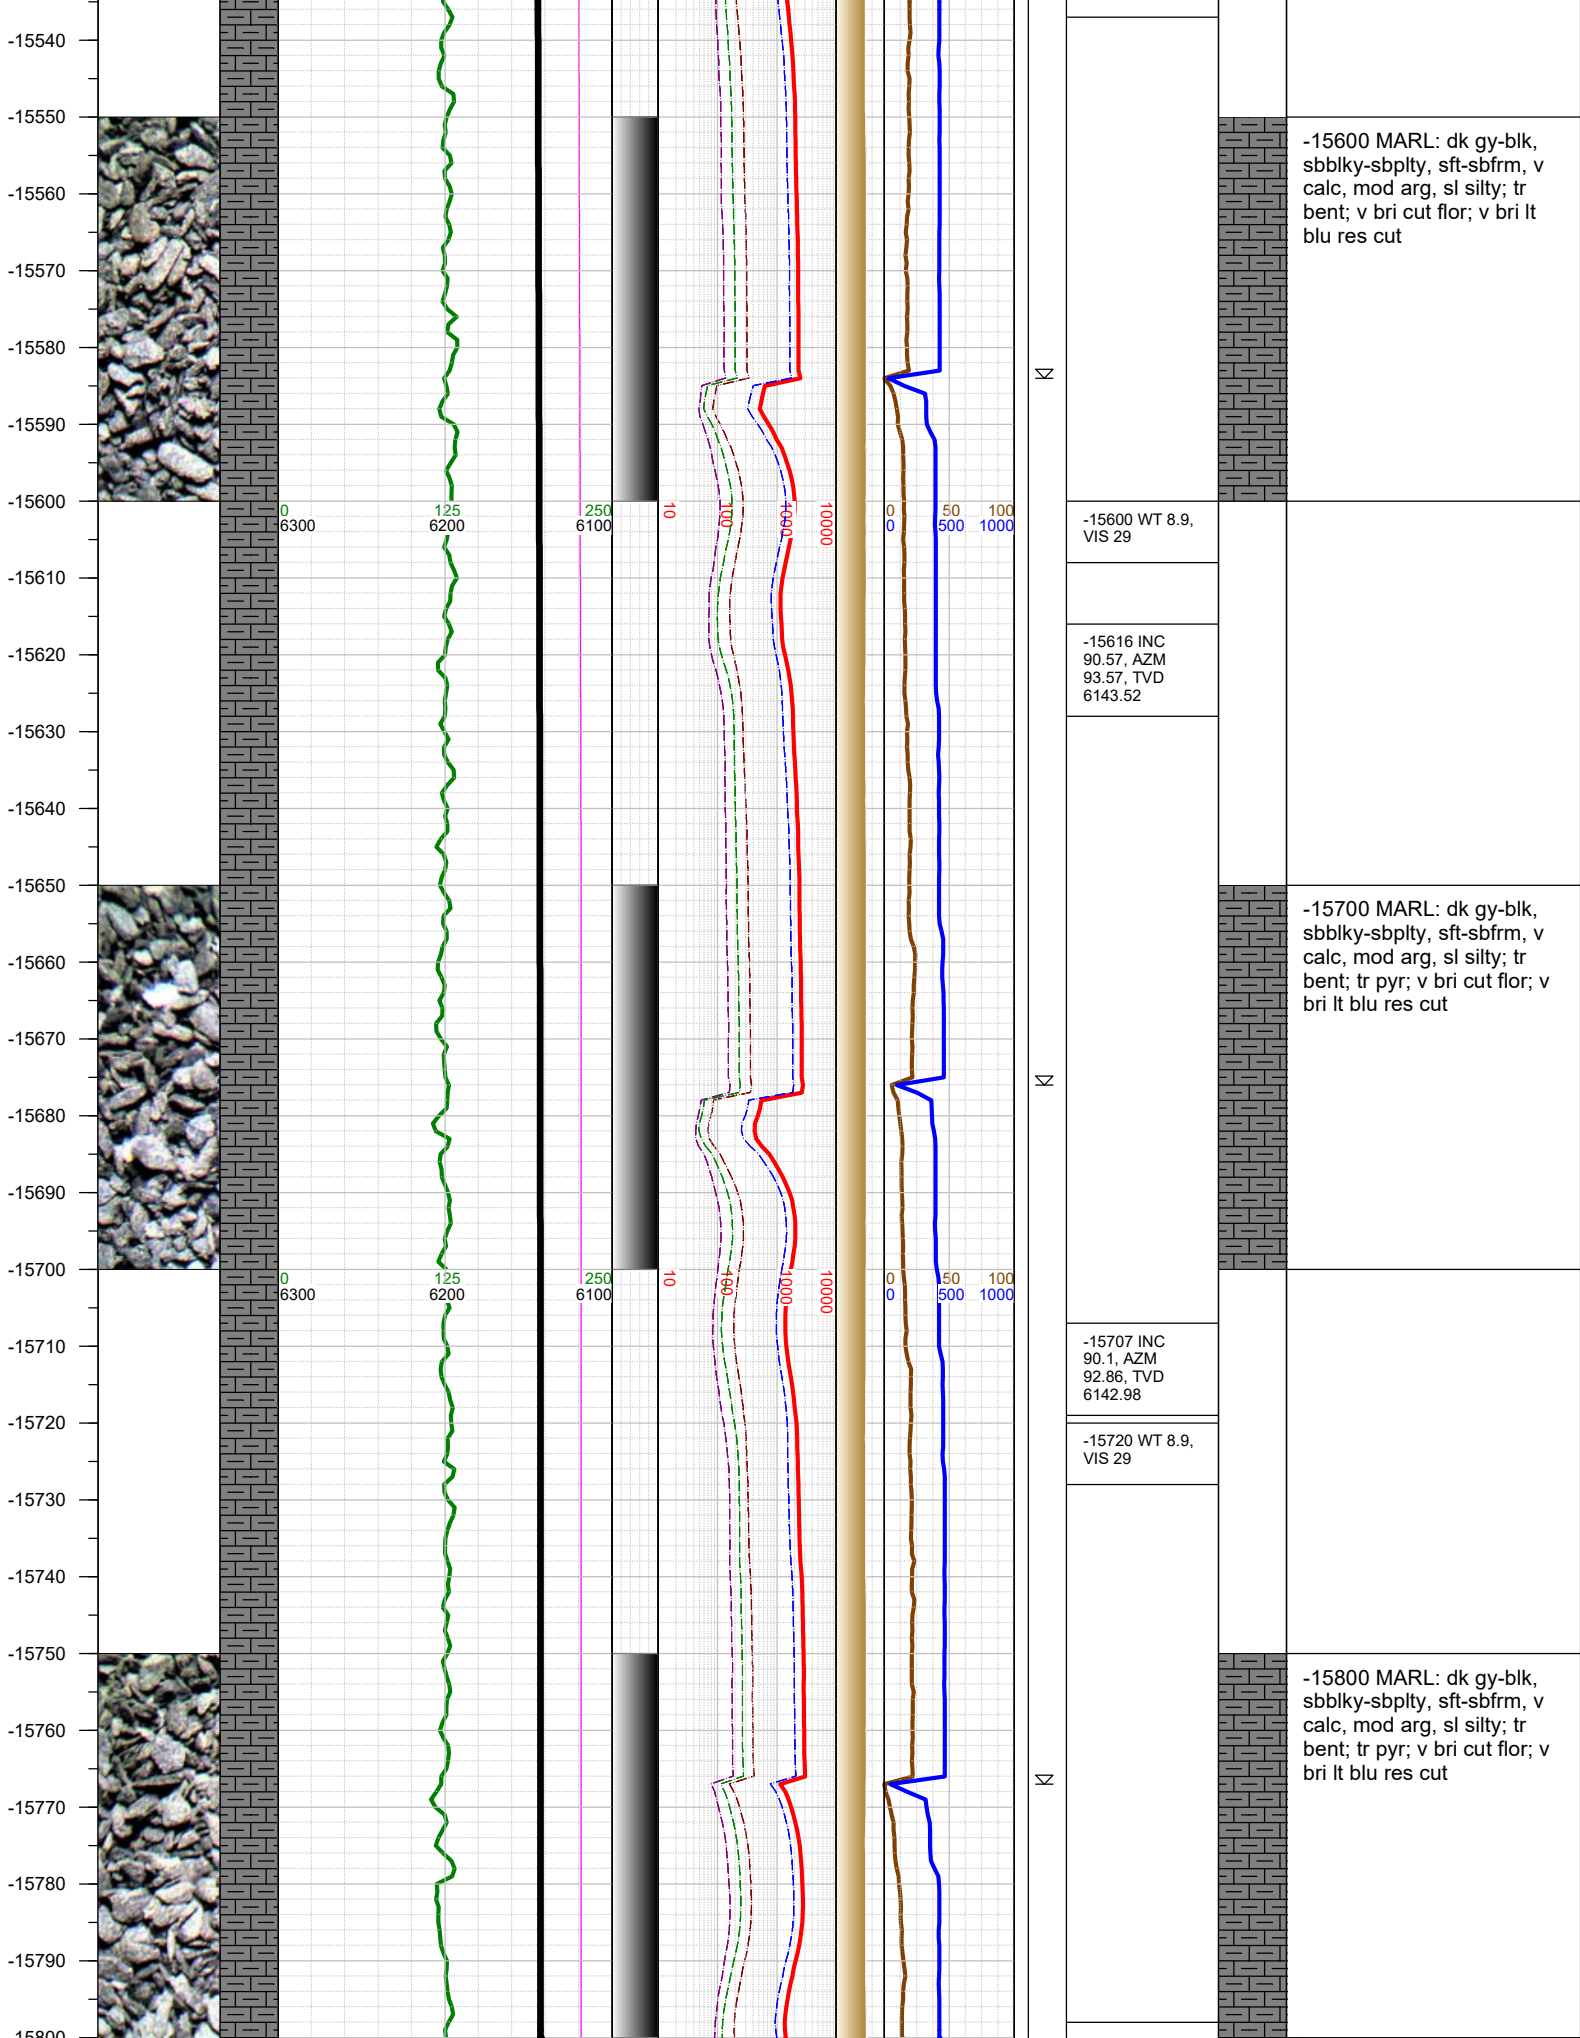 -15540
-15550
-15600 MARL: dk gy-blk,
sbblky-sbplty, sft-sbfrm, v
calc, mod arg, sl silty; tr
bent; v bri cut flor; v bri lt
blu res cut
-15560
-15570
-15580
-15590
-15600
0 125 250
6300 6200 6100
10 100 1000 10000
0 50 100
0 500 1000
-15600 WT 8.9,
VIS 29
-15610
-15616 INC
90.57, AZM
93.57, TVD
6143.52
-15620
-15630
-15640
-15650
-15700 MARL: dk gy-blk,
sbblky-sbplty, sft-sbfrm, v
calc, mod arg, sl silty; tr
bent; tr pyr; v bri cut flor; v
bri lt blu res cut
-15660
-15670
-15680
-15690
-15700
0 125 250
6300 6200 6100
10 100 1000 10000
0 50 100
0 500 1000
-15707 INC
90.1, AZM
92.86, TVD
6142.98
-15710
-15720
-15720 WT 8.9,
VIS 29
-15730
-15740
-15750
-15800 MARL: dk gy-blk,
sbblky-sbplty, sft-sbfrm, v
calc, mod arg, sl silty; tr
bent; tr pyr; v bri cut flor; v
bri lt blu res cut
-15760
-15770
-15780
-15790
-15800